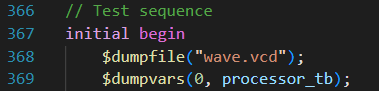 366 // Test sequence
367 initial begin
368 $dumpfile("wave.vcd");
369 $dumpvars(0, processor_tb);